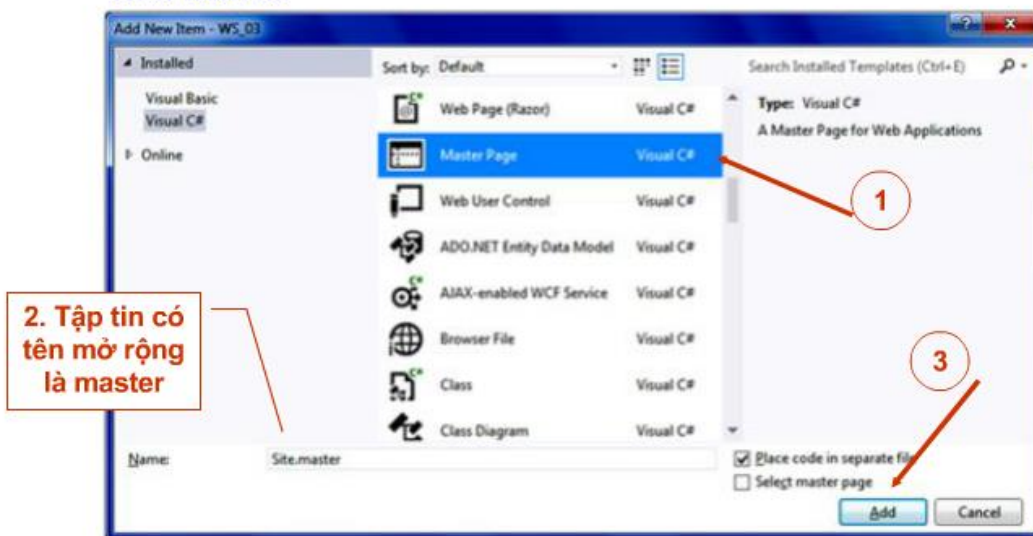 Add New Item - WS_03
Installed
Sort by: Default
Search Installed Templates (Ctrl+E)
Visual Basic
Visual C#
Online
Web Page (Razor) Visual C#
Master Page Visual C#
Web User Control Visual C#
ADO.NET Entity Data Model Visual C#
AJAX-enabled WCF Service Visual C#
Browser File Visual C#
Class Visual C#
Class Diagram Visual C#
Type: Visual C#
A Master Page for Web Applications
1
2. Tập tin có
tên mở rộng
là master
3
Name: Site.master
Place code in separate file
Select master page
Add Cancel